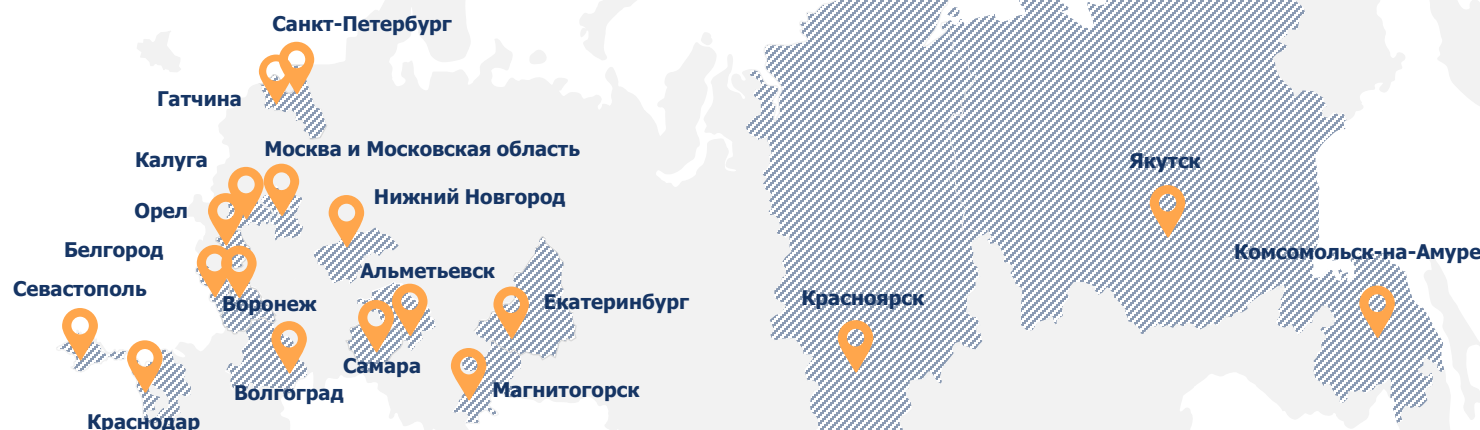 Санкт-Петербург
Гатчина
Москва и Московская область
Калуга
Якутск
Нижний Новгород
Орел
Белгород
Комсомольск-на-Амуре
Альметьевск
Севастополь
Воронеж
Екатеринбург
Красноярск
Самара
Волгоград
Магнитогорск
Краснодар